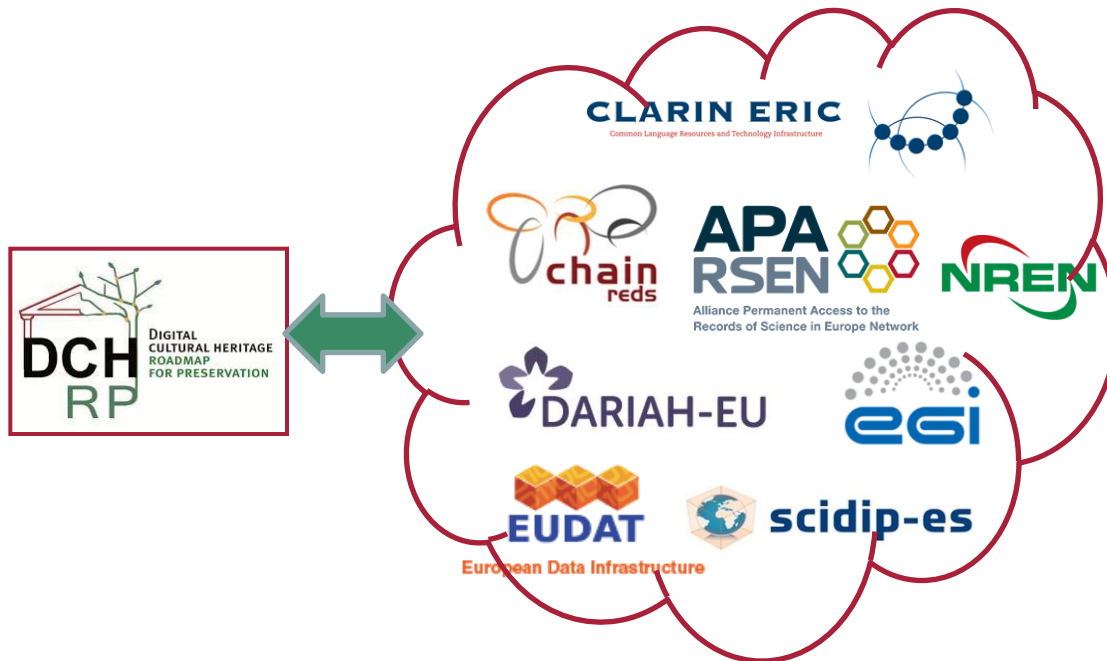 CLARIN ERIC
Common Language Resources and Technology Infrastructure
chain
reds
APA
RSEN
Alliance Permanent Access to the
Records of Science in Europe Network
NREN
DCH
RP
DIGITAL
CULTURAL HERITAGE
ROADMAP
FOR PRESERVATION
DARIAH-EU
eGi
EUDAT
European Data Infrastructure
scidip-es